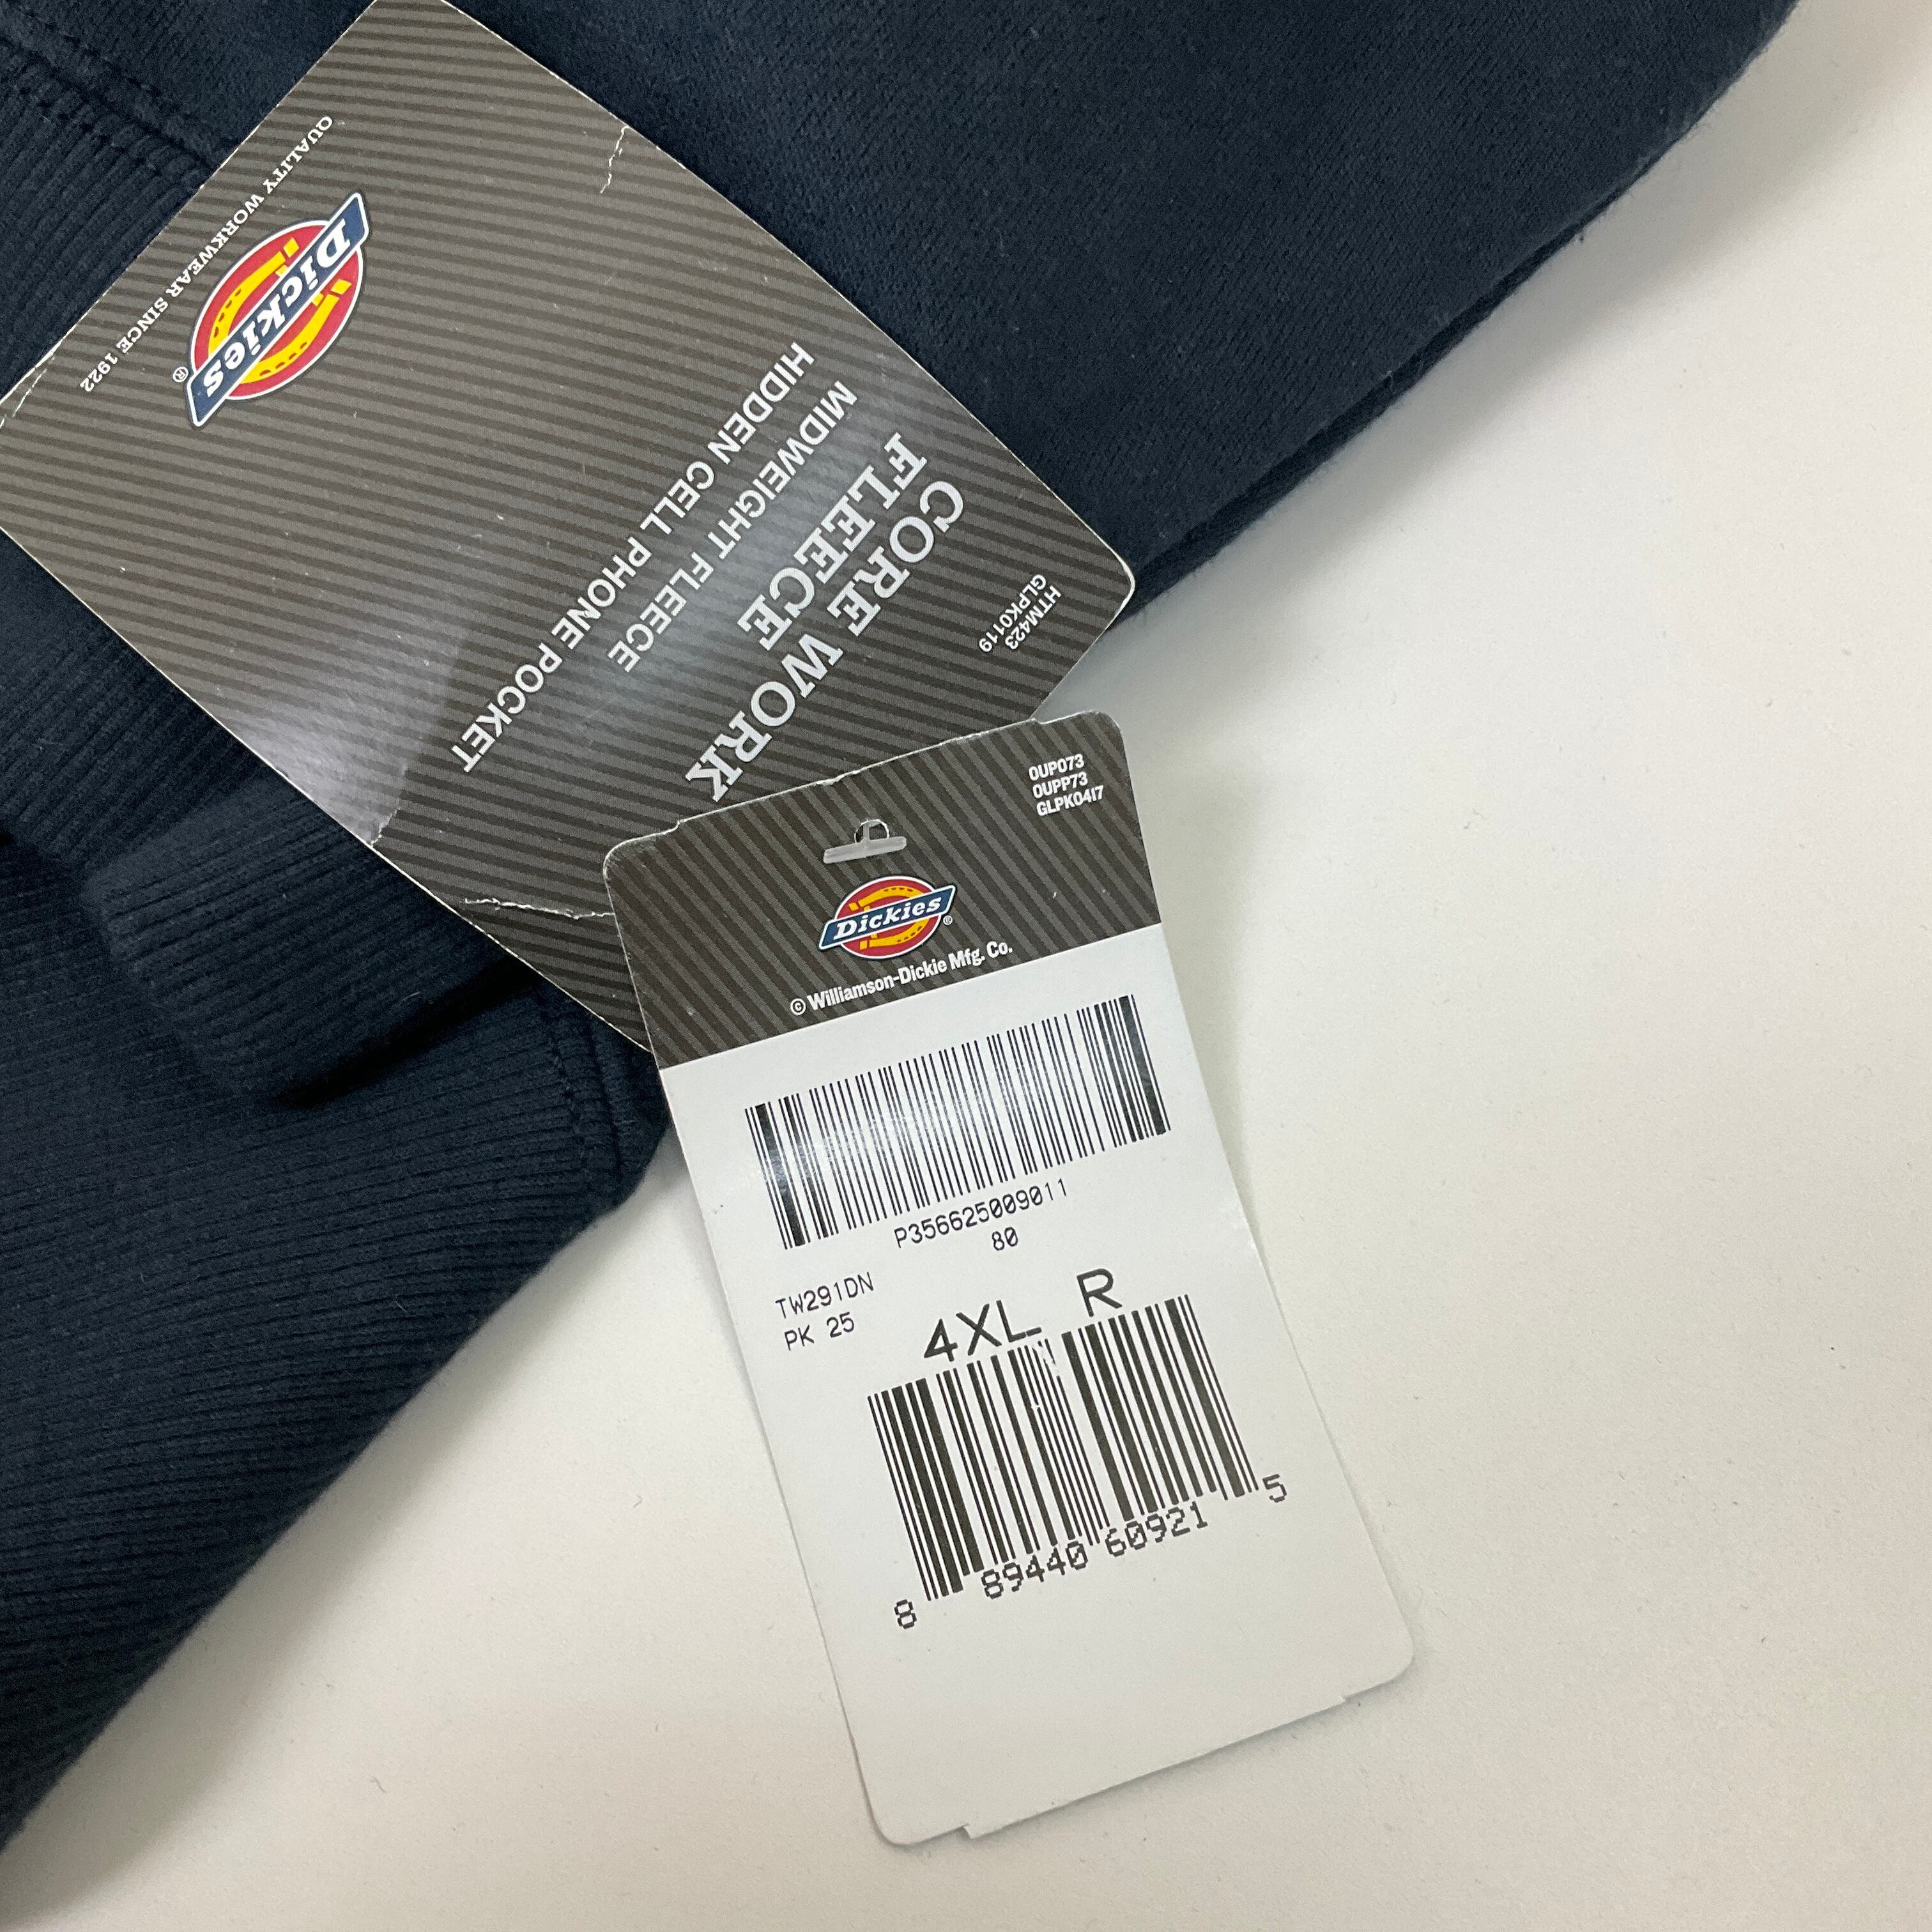 QUALITY WORKWEAR SINCE 1922
Dickies®
HIDDEN CELL PHONE POCKET
MIDWEIGHT FLEECE
CORE WORK
FLEECE
HTM423
GLPK0119
0UP073
0UPP73
GLPK0417
Dickies®
© Williamson-Dickie Mfg. Co.
P356625009011
80
TW291DN
PK 25
4XL R
8 89440 60921 5